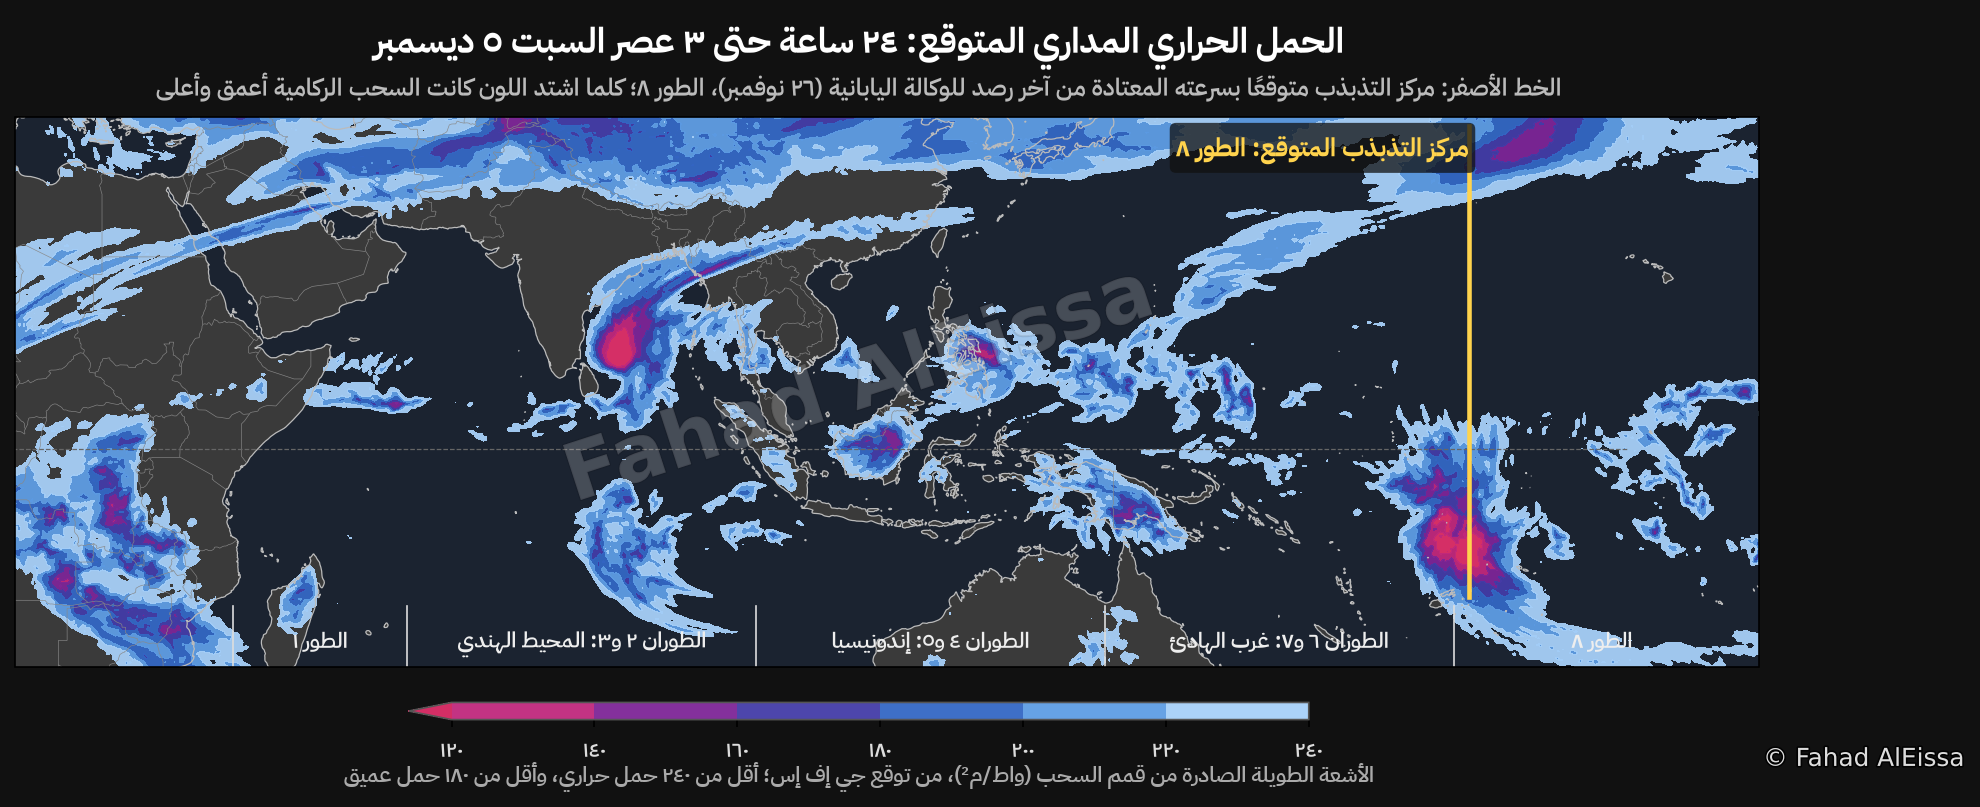 الحمل الحراري المداري المتوقع: ٢٤ ساعة حتى ٣ عصر السبت ٥ ديسمبر
الخط الأصفر: مركز التذبذب متوقعًا بسرعته المعتادة من آخر رصد للوكالة اليابانية (٢٦ نوفمبر)، الطور ٨؛ كلما اشتد اللون كانت السحب الركامية أعمق وأعلى
مركز التذبذب المتوقع: الطور ٨
Fahad AlEissa
الطور ١
الطوران ٢ و٣: المحيط الهندي
الطوران ٤ و٥: إندونيسيا
الطوران ٦ و٧: غرب الهادئ
الطور ٨
١٢٠ ١٤٠ ١٦٠ ١٨٠ ٢٠٠ ٢٢٠ ٢٤٠
الأشعة الطويلة الصادرة من قمم السحب (واط/م²)، من توقع جي إف إس؛ أقل من ٢٤٠ حمل حراري، وأقل من ١٨٠ حمل عميق
© Fahad AlEissa